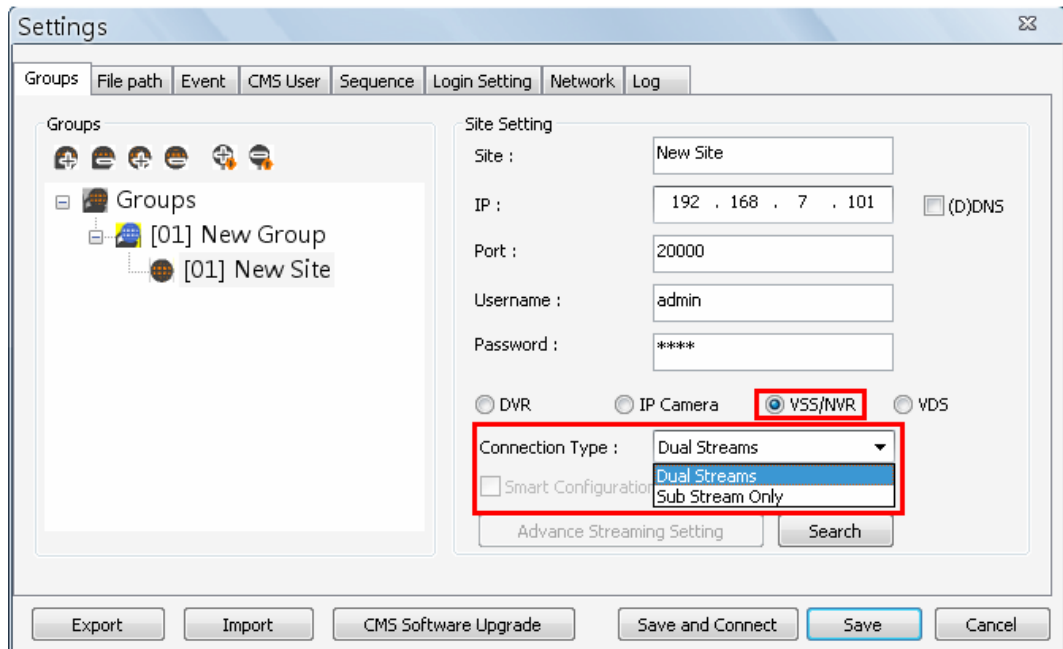 Settings
Groups File path Event CMS User Sequence Login Setting Network Log
Groups
Groups
[01] New Group
[01] New Site
Site Setting
Site : New Site
IP : 192 . 168 . 7 . 101 (D)DNS
Port : 20000
Username : admin
Password : ****
DVR IP Camera VSS/NVR VDS
Connection Type : Dual Streams
Dual Streams
Smart Configuration
Sub Stream Only
Advance Streaming Setting Search
Export Import CMS Software Upgrade Save and Connect Save Cancel